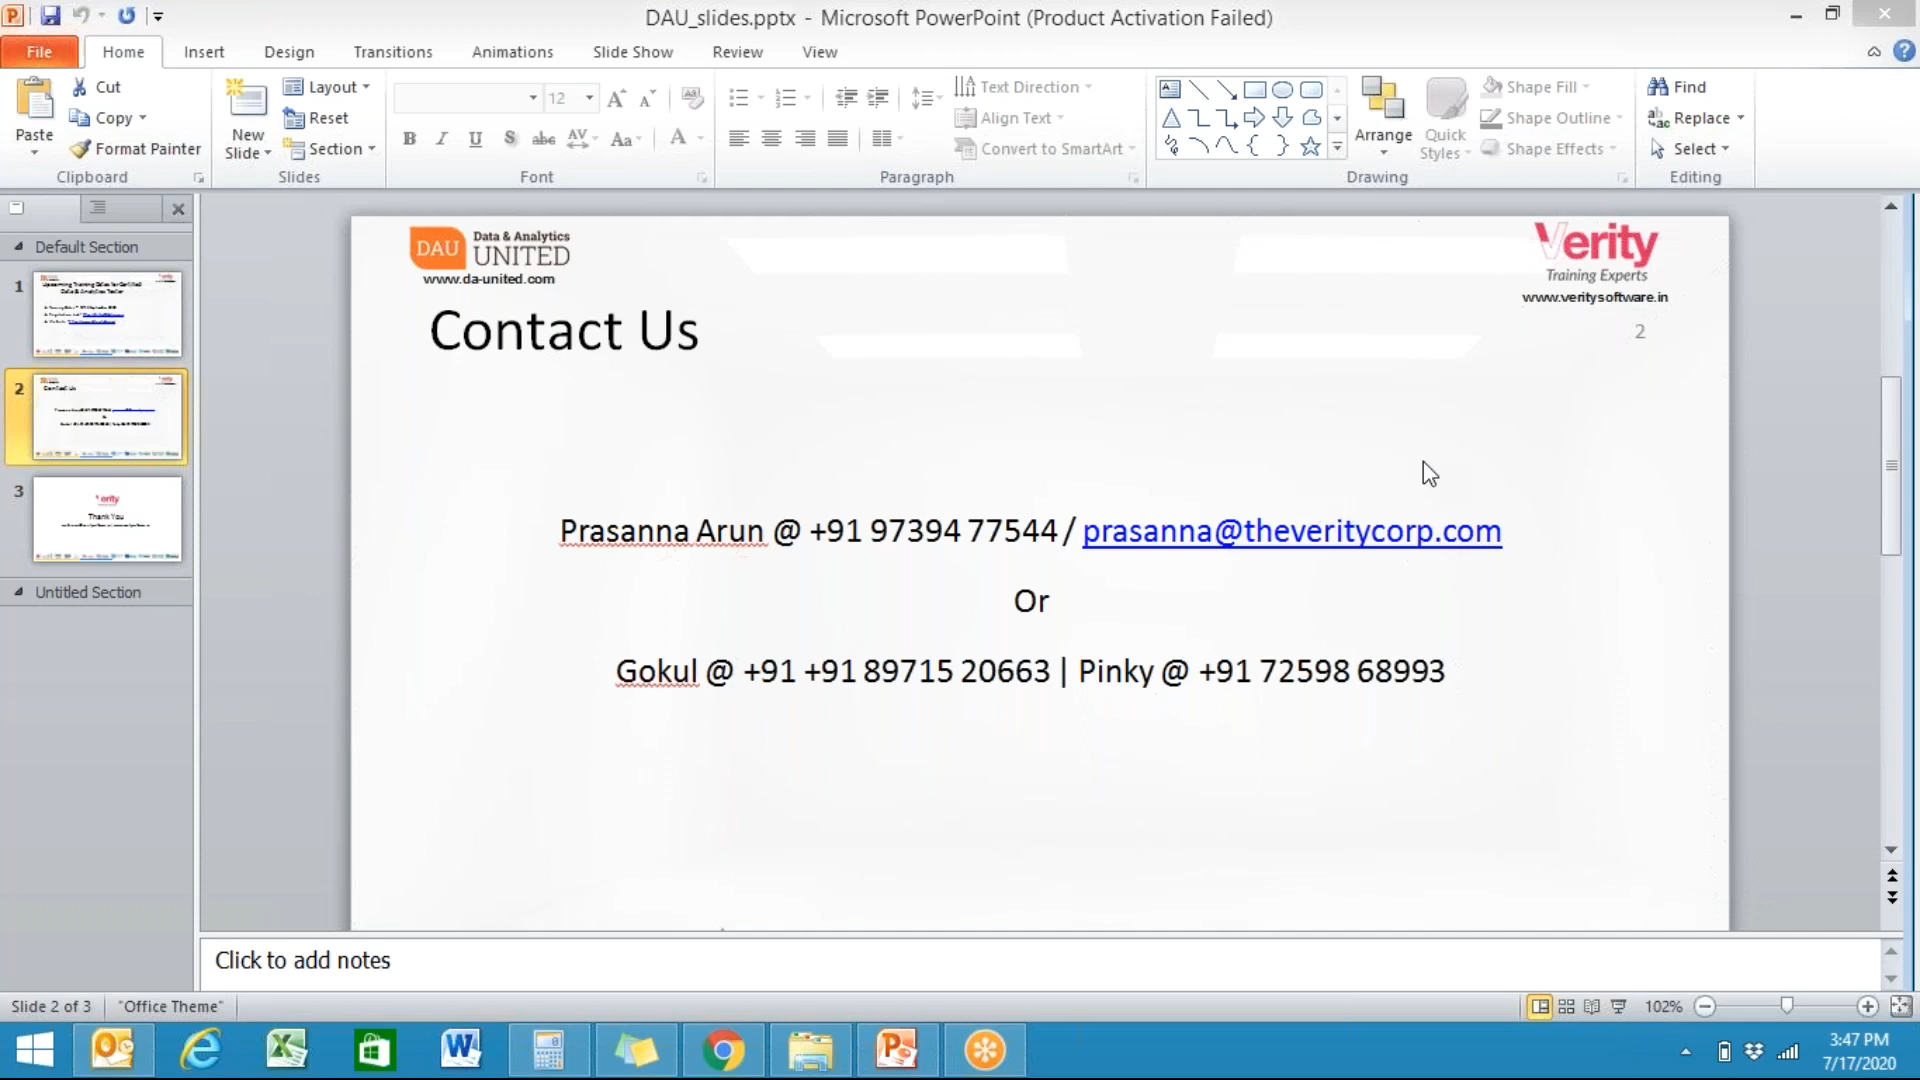 DAU_slides.pptx - Microsoft PowerPoint (Product Activation Failed)
File Home Insert Design Transitions Animations Slide Show Review View
Paste
Cut
Copy
Format Painter
Clipboard
New Slide
Layout
Reset
Section
Slides
12
Font
Text Direction
Align Text
Convert to SmartArt
Paragraph
Arrange
Quick Styles
Shape Fill
Shape Outline
Shape Effects
Drawing
Find
Replace
Select
Editing
Default Section
1
2
3
Thank You
Untitled Section
DAU Data & Analytics
UNITED
www.da-united.com
Verity
Training Experts
www.veritysoftware.in
Contact Us
2
Prasanna Arun @ +91 97394 77544 / prasanna@theveritycorp.com
Or
Gokul @ +91 +91 89715 20663 | Pinky @ +91 72598 68993
Click to add notes
Slide 2 of 3 "Office Theme" 102%
3:47 PM
7/17/2020